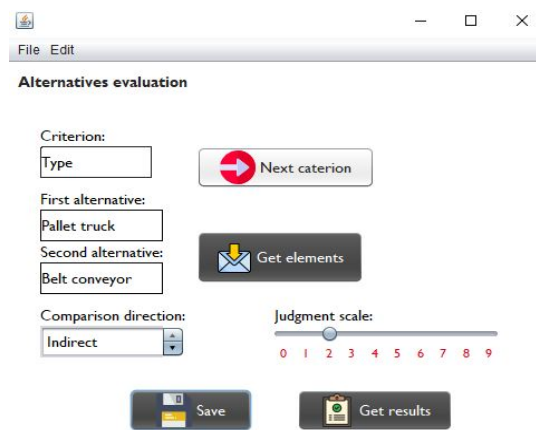 File Edit
Alternatives evaluation
Criterion:
Type
Next caterion
First alternative:
Pallet truck
Second alternative:
Get elements
Belt conveyor
Comparison direction:
Judgment scale:
Indirect
0 1 2 3 4 5 6 7 8 9
Save
Get results